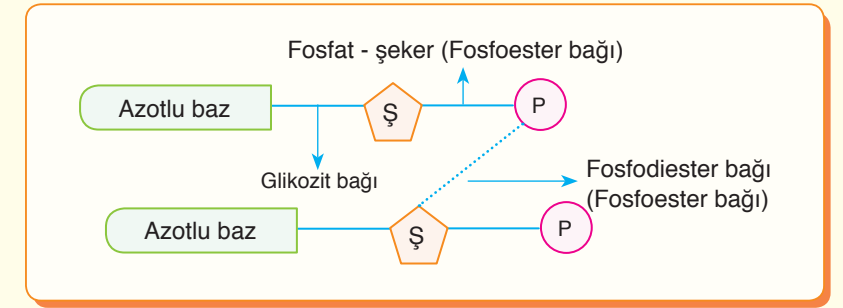 Fosfat - şeker (Fosfoester bağı)
Azotlu baz
Ş
P
Glikozit bağı
Fosfodiester bağı
(Fosfoester bağı)
Azotlu baz
Ş
P